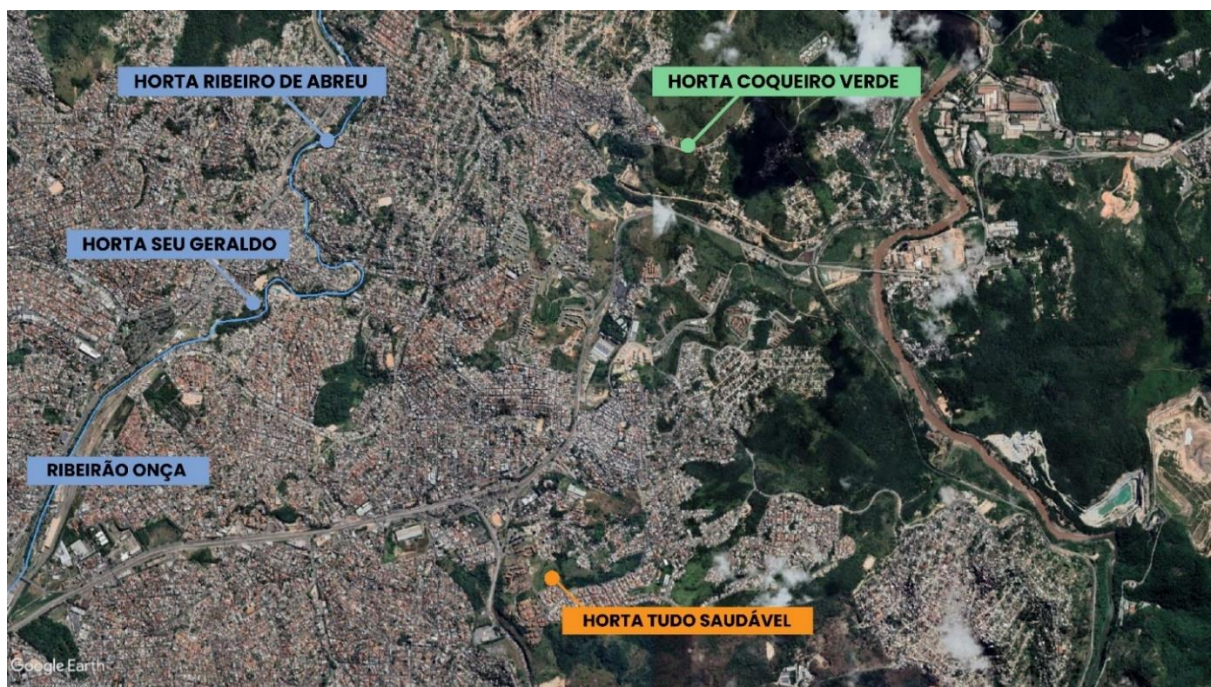 HORTA RIBEIRO DE ABREU
HORTA COQUEIRO VERDE
HORTA SEU GERALDO
RIBEIRÃO ONÇA
HORTA TUDO SAUDÁVEL
Google Earth